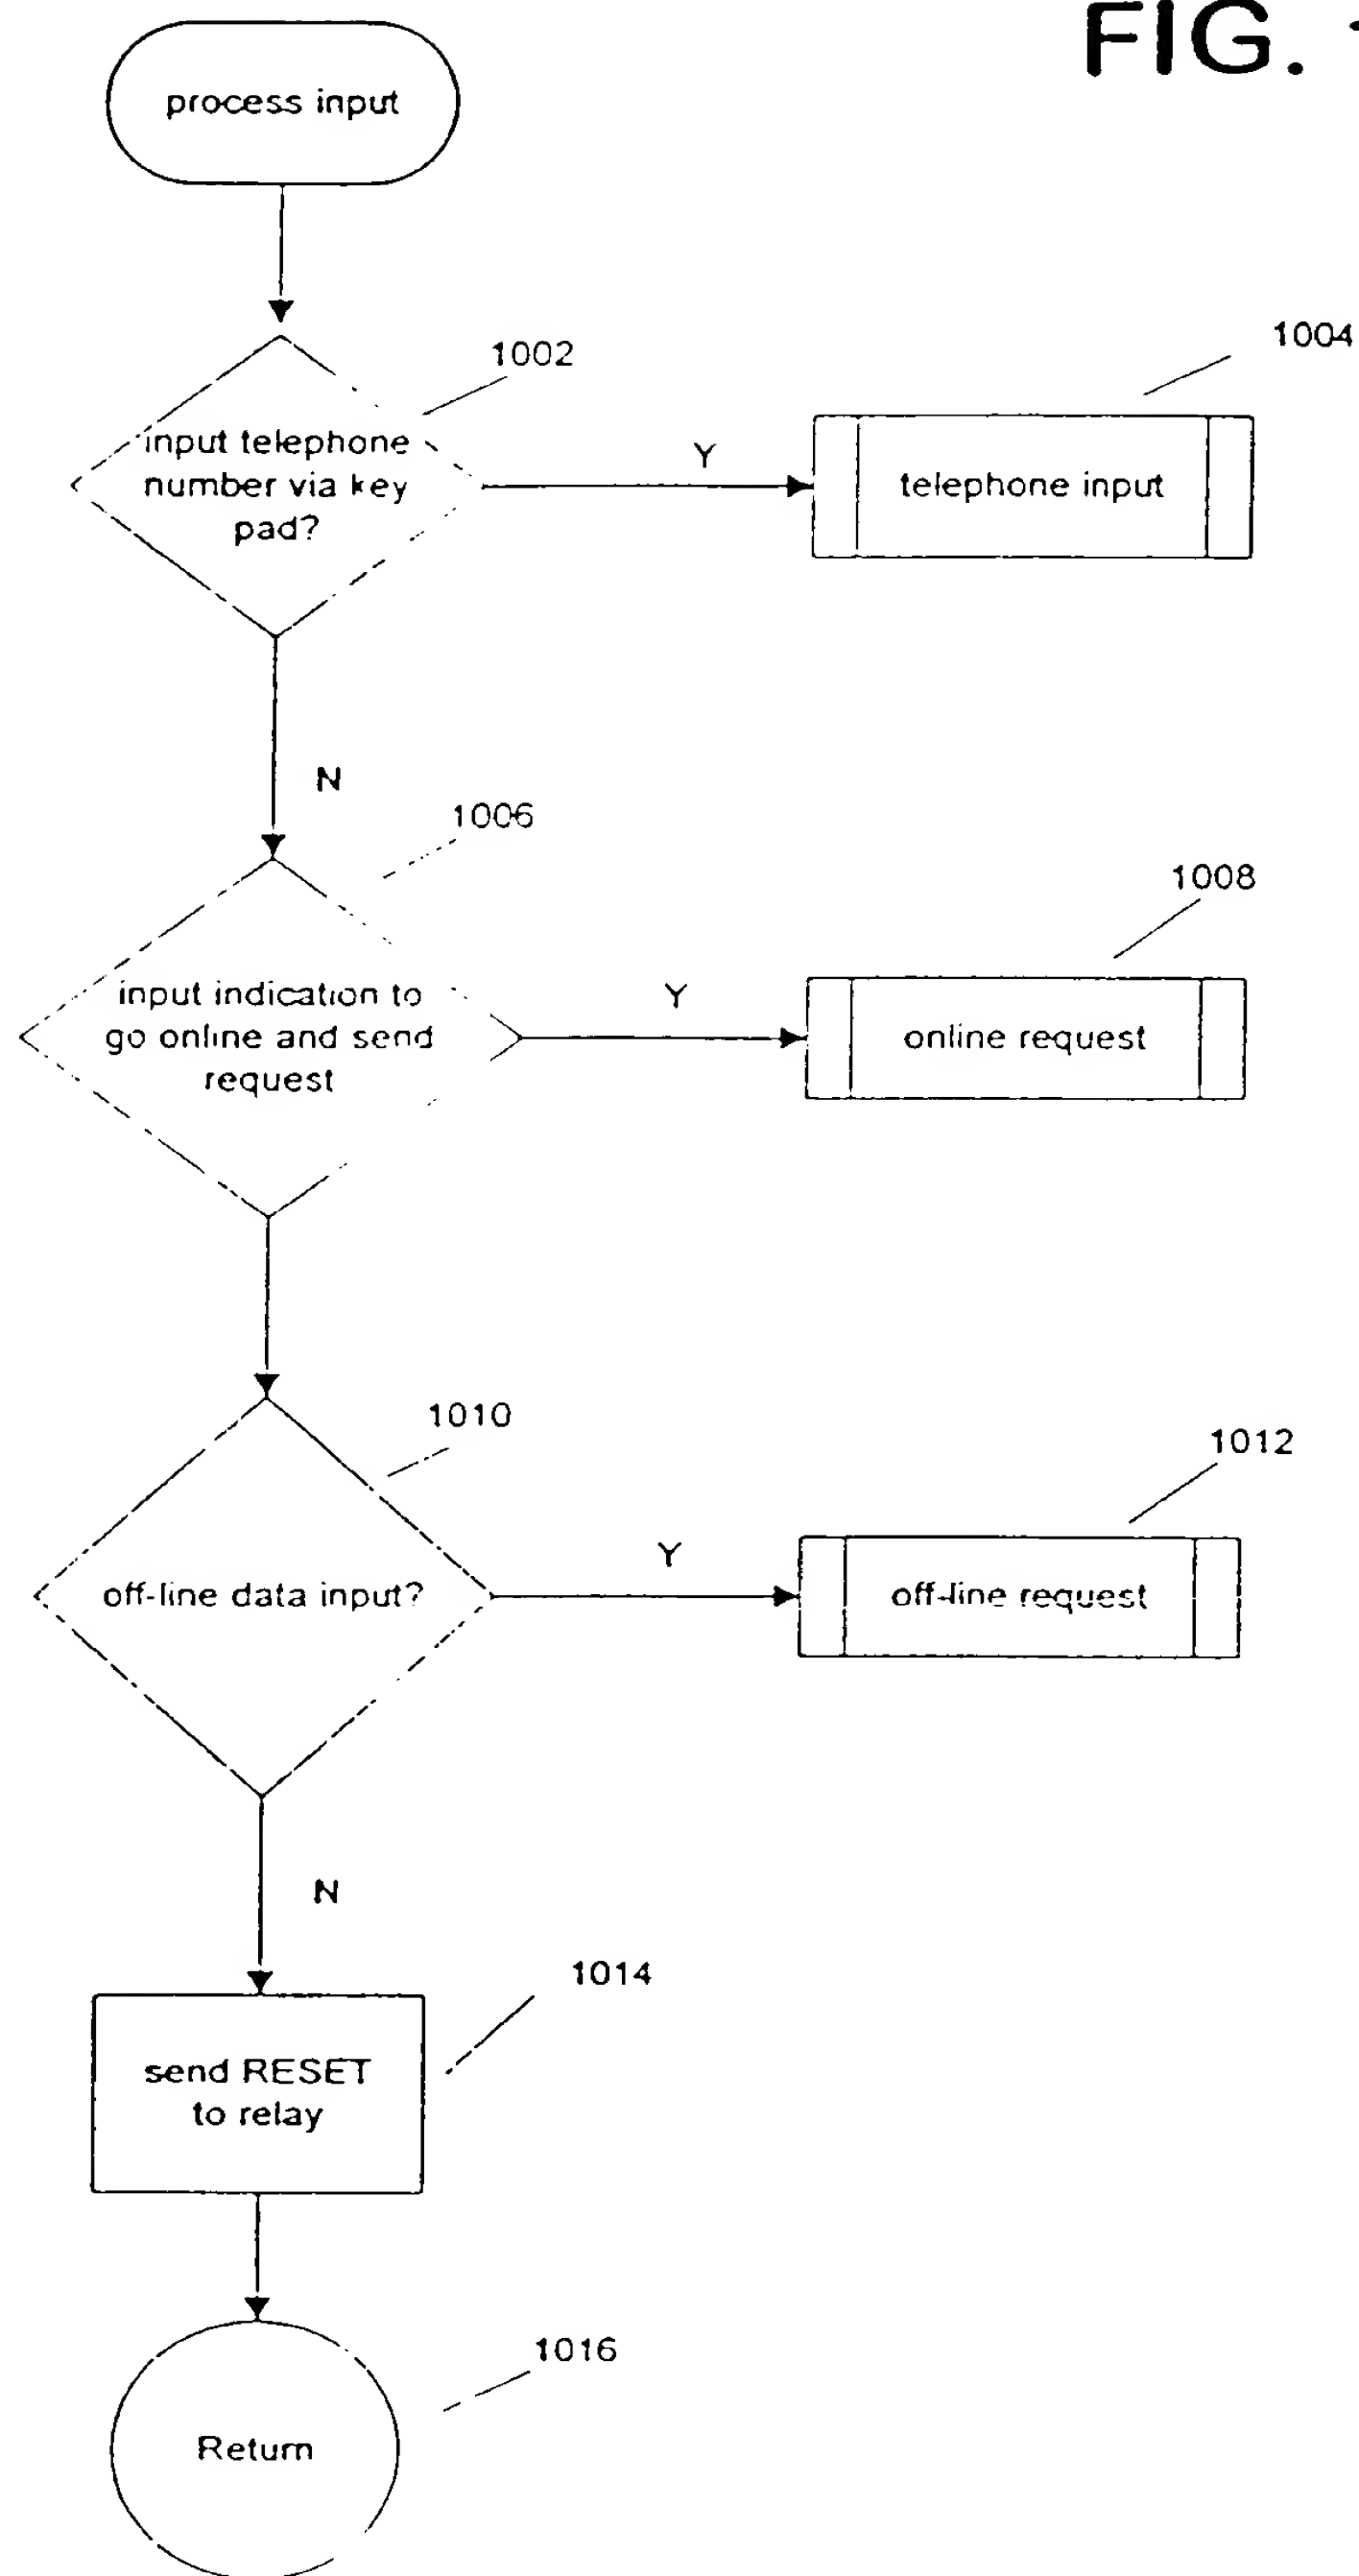 FIG.
process input
1002
1004
input telephone
number via key
pad?
Y
telephone input
N
1006
1008
input indication to
go online and send
request
Y
online request
1010
1012
off-line data input?
Y
off-line request
N
1014
send RESET
to relay
1016
Return